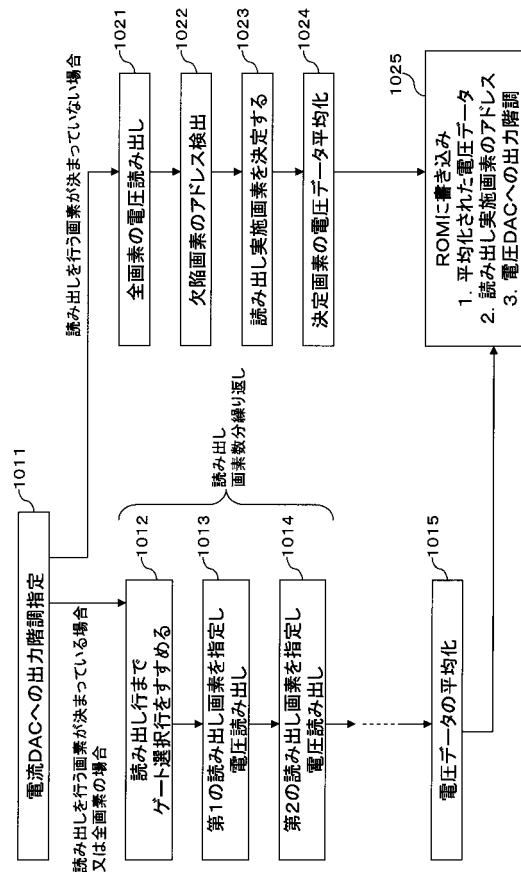 1011
電流DACへの出力階調指定
読み出しを行う画素が決まっている場合
又は全画素の場合
読み出しを行う画素が決まっていない場合
1012
読み出し行まで
ゲート選択行をすすめる
1013
第1の読み出し画素を指定し
電圧読み出し
1014
第2の読み出し画素を指定し
電圧読み出し
読み出し
画素数分繰り返し
1015
電圧データの平均化
1021
全画素の電圧読み出し
1022
欠陥画素のアドレス検出
1023
読み出し実施画素を決定する
1024
決定画素の電圧データ平均化
1025
ROMに書き込み
1. 平均化された電圧データ
2. 読み出し実施画素のアドレス
3. 電圧DACへの出力階調